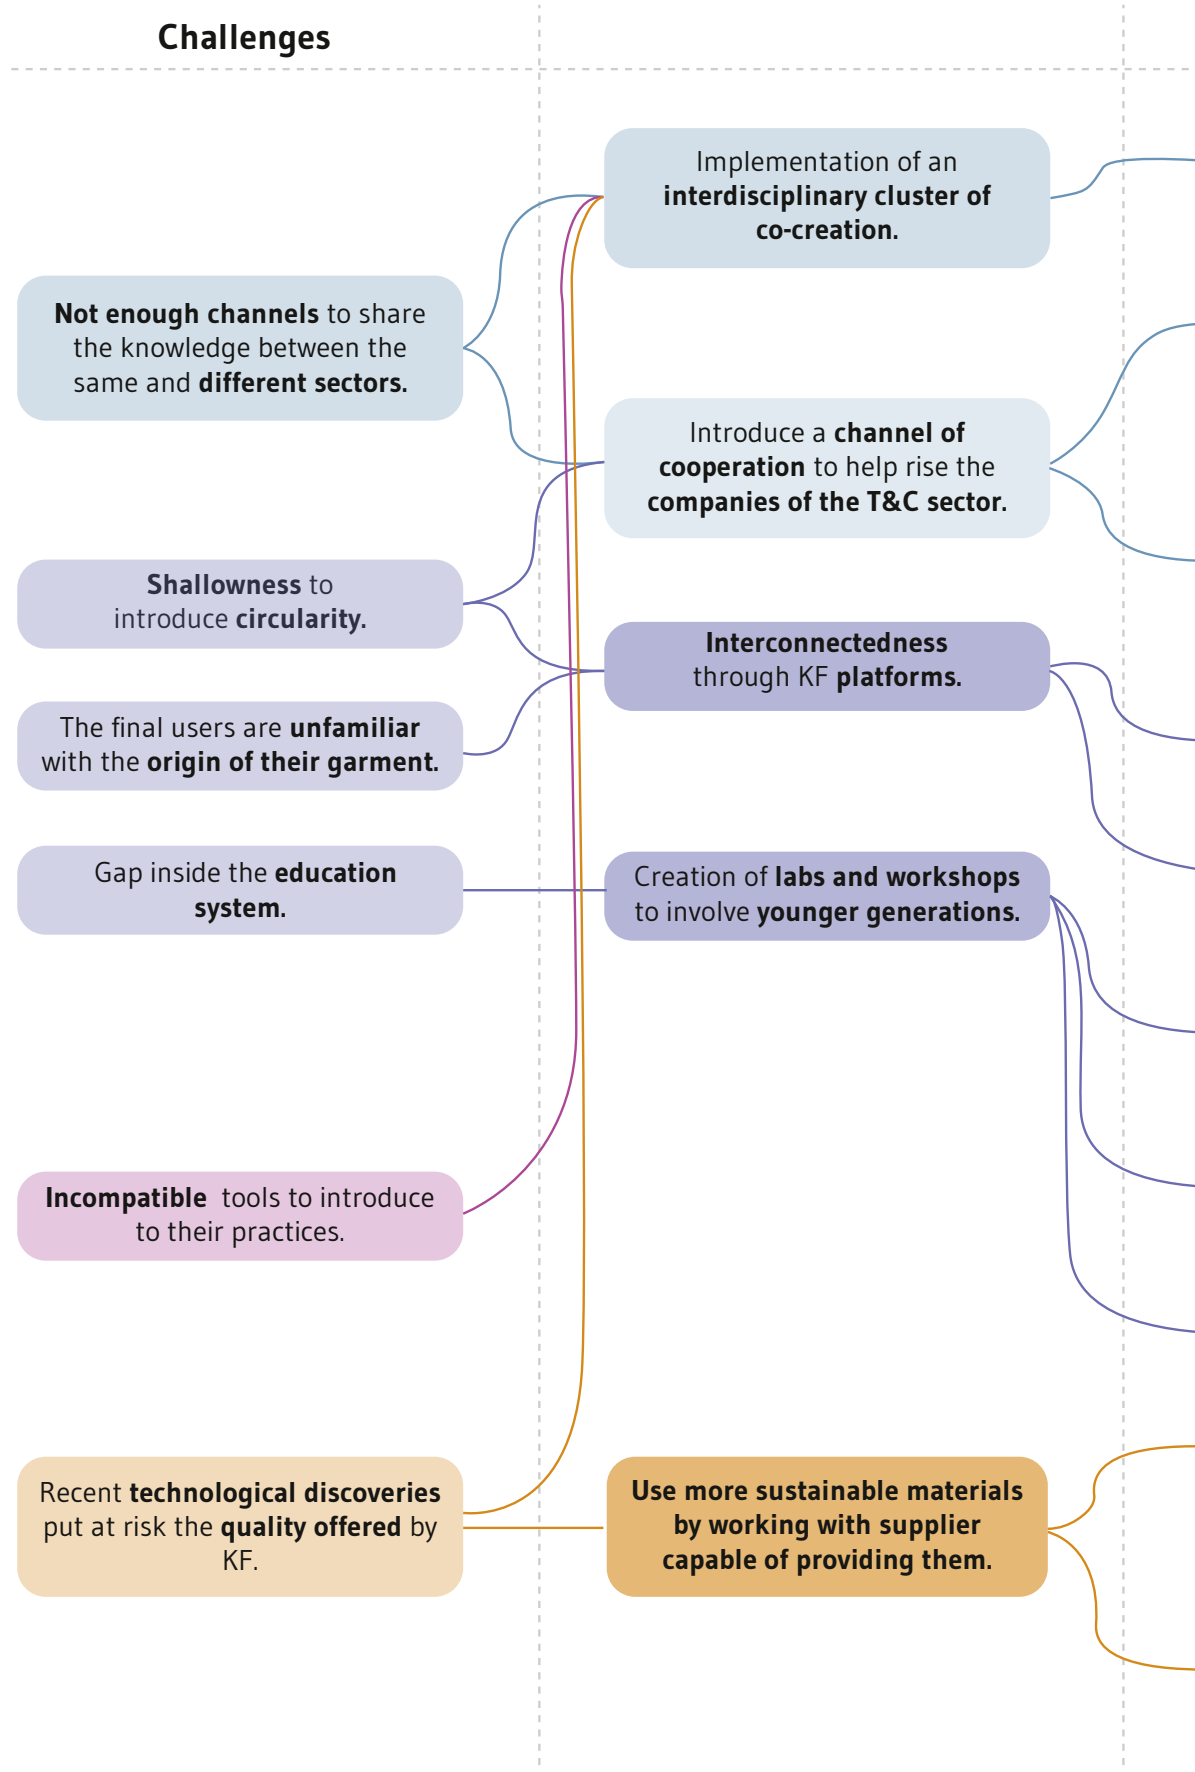 Challenges
Implementation of an
interdisciplinary cluster of
co-creation.
Not enough channels to share
the knowledge between the
same and different sectors.
Introduce a channel of
cooperation to help rise the
companies of the T&C sector.
Shallowness to
introduce circularity.
Interconnectedness
through KF platforms.
The final users are unfamiliar
with the origin of their garment.
Gap inside the education
system.
Creation of labs and workshops
to involve younger generations.
Incompatible tools to introduce
to their practices.
Recent technological discoveries
put at risk the quality offered by
KF.
Use more sustainable materials
by working with supplier
capable of providing them.